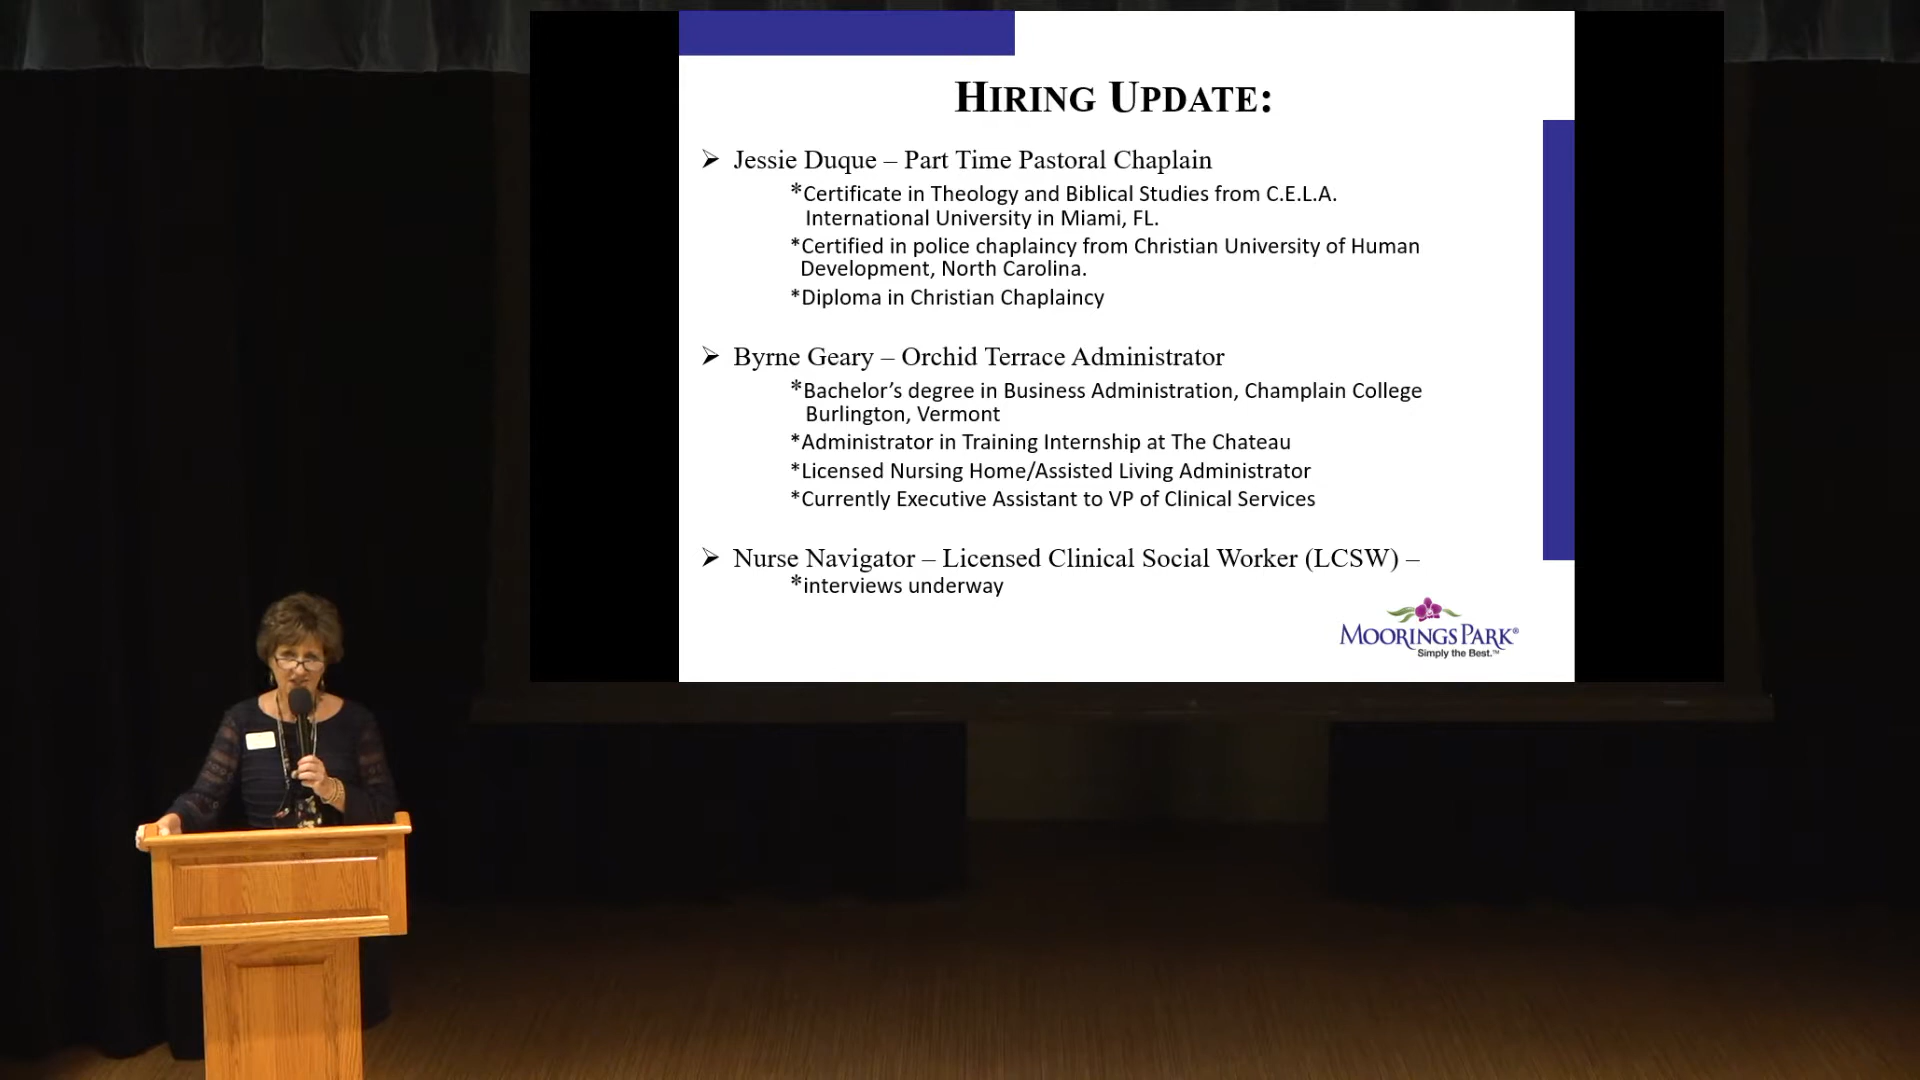 HIRING UPDATE:
➢ Jessie Duque – Part Time Pastoral Chaplain
*Certificate in Theology and Biblical Studies from C.E.L.A.
International University in Miami, FL.
*Certified in police chaplaincy from Christian University of Human
Development, North Carolina.
*Diploma in Christian Chaplaincy
➢ Byrne Geary – Orchid Terrace Administrator
*Bachelor’s degree in Business Administration, Champlain College
Burlington, Vermont
*Administrator in Training Internship at The Chateau
*Licensed Nursing Home/Assisted Living Administrator
*Currently Executive Assistant to VP of Clinical Services
➢ Nurse Navigator – Licensed Clinical Social Worker (LCSW) –
*interviews underway
MOORINGS PARK®
Simply the Best.™